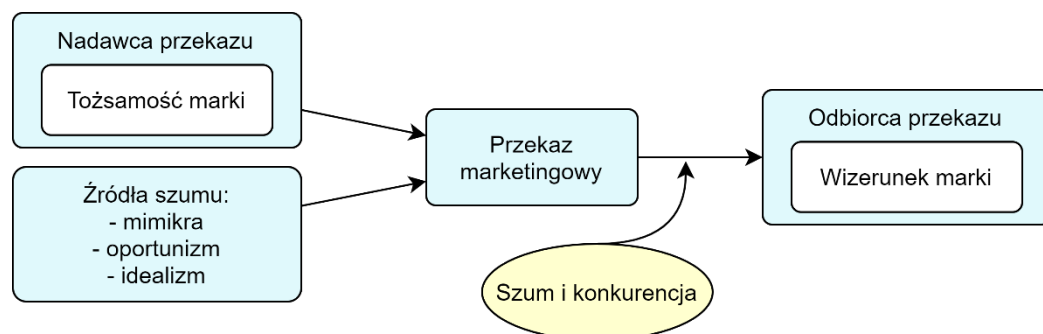 Nadawca przekazu
Tożsamość marki
Źródła szumu:
- mimikra
- oportunizm
- idealizm
Przekaz
marketingowy
Szum i konkurencja
Odbiorca przekazu
Wizerunek marki